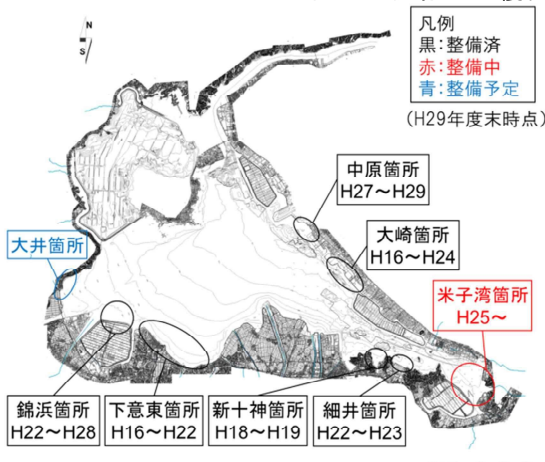 N
S
凡例
黒:整備済
赤:整備中
青:整備予定
(H29年度末時点)
中原箇所
H27～H29
大崎箇所
H16～H24
大井箇所
米子湾箇所
H25～
錦浜箇所
H22～H28
下意東箇所
H16～H22
新十神箇所
H18～H19
細井箇所
H22～H23